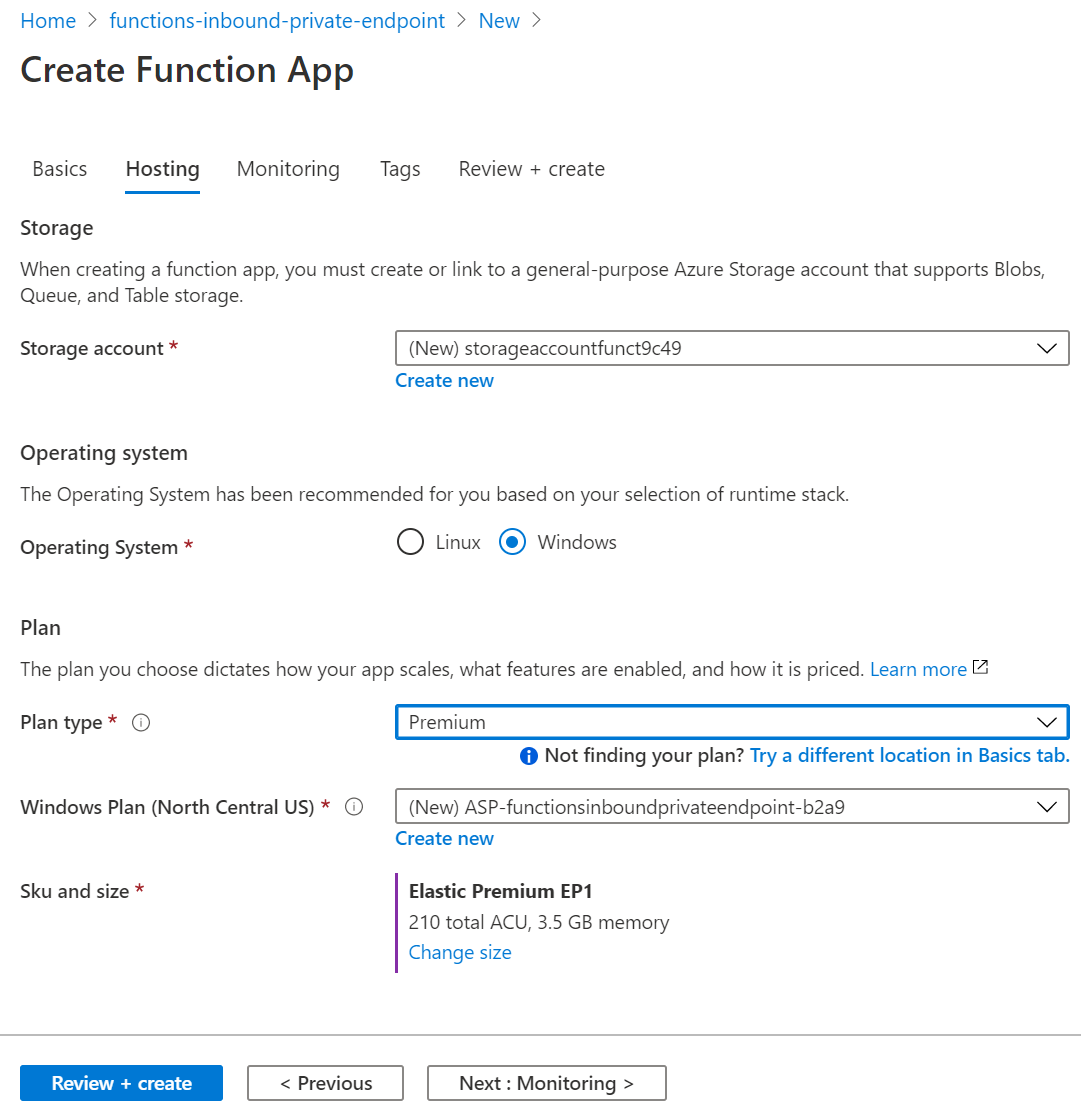 Home > functions-inbound-private-endpoint > New >
Create Function App
Basics Hosting Monitoring Tags Review + create
Storage
When creating a function app, you must create or link to a general-purpose Azure Storage account that supports Blobs,
Queue, and Table storage.
Storage account * (New) storageaccountfunct9c49
Create new
Operating system
The Operating System has been recommended for you based on your selection of runtime stack.
Operating System * Linux Windows
Plan
The plan you choose dictates how your app scales, what features are enabled, and how it is priced. Learn more
Plan type * Premium
Not finding your plan? Try a different location in Basics tab.
Windows Plan (North Central US) * (New) ASP-functionsinboundprivateendpoint-b2a9
Create new
Sku and size * Elastic Premium EP1
210 total ACU, 3.5 GB memory
Change size
Review + create < Previous Next : Monitoring >